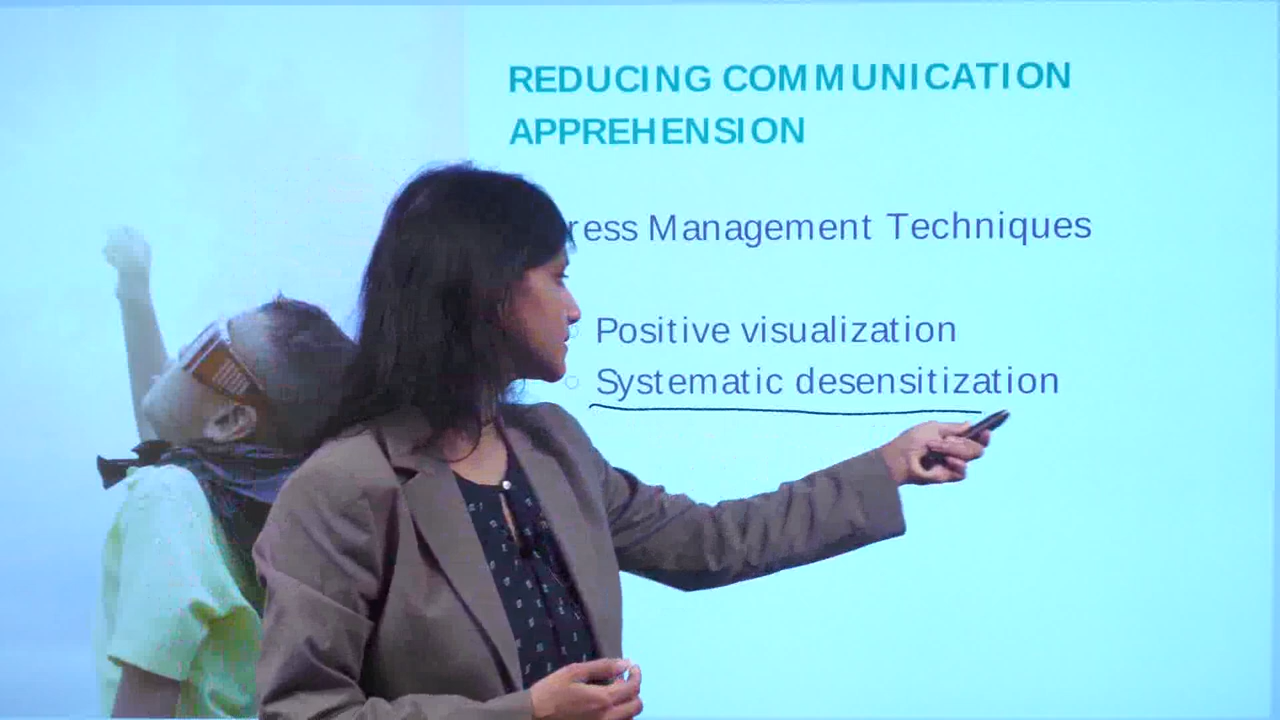 REDUCING COMMUNICATION
APPREHENSION
ress Management Techniques
Positive visualization
Systematic desensitization